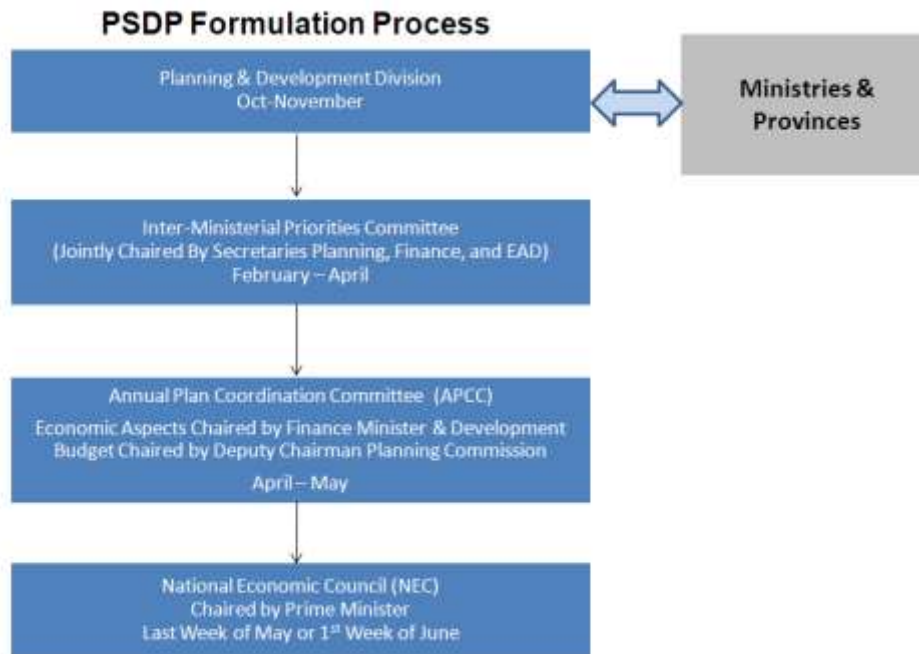 PSDP Formulation Process
Planning & Development Division
Oct-November
Ministries &
Provinces
Inter-Ministerial Priorities Committee
(Jointly Chaired By Secretaries Planning, Finance, and EAD)
February – April
Annual Plan Coordination Committee (APCC)
Economic Aspects Chaired by Finance Minister & Development
Budget Chaired by Deputy Chairman Planning Commission
April – May
National Economic Council (NEC)
Chaired by Prime Minister
Last Week of May or 1st Week of June